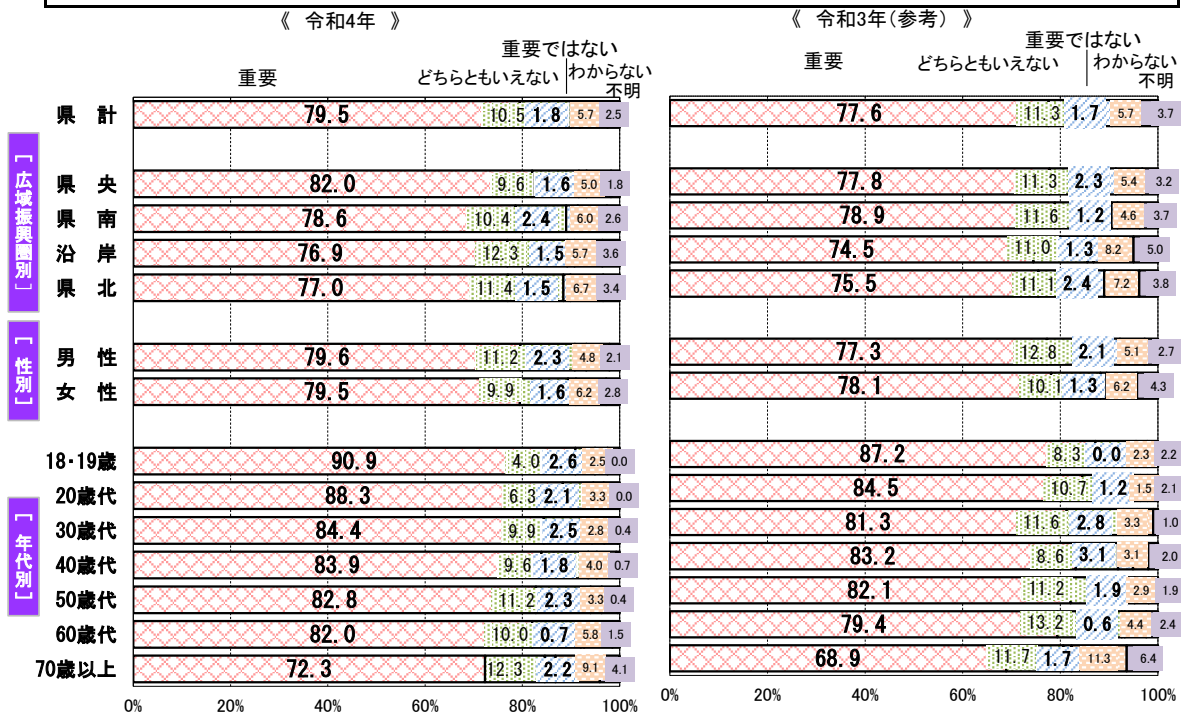 《 令和4年 》
重要
どちらともいえない
重要ではない
わからない
不明
県 計 79.5 10.5 1.8 5.7 2.5
[ 広域振興圏別 ]
県 央 82.0 9.6 1.6 5.0 1.8
県 南 78.6 10.4 2.4 6.0 2.6
沿 岸 76.9 12.3 1.5 5.7 3.6
県 北 77.0 11.4 1.5 6.7 3.4
[ 性別 ]
男 性 79.6 11.2 2.3 4.8 2.1
女 性 79.5 9.9 1.6 6.2 2.8
[ 年代別 ]
18・19歳 90.9 4.0 2.6 2.5 0.0
20歳代 88.3 6.3 2.1 3.3 0.0
30歳代 84.4 9.9 2.5 2.8 0.4
40歳代 83.9 9.6 1.8 4.0 0.7
50歳代 82.8 11.2 2.3 3.3 0.4
60歳代 82.0 10.0 0.7 5.8 1.5
70歳以上 72.3 12.3 2.2 9.1 4.1
0% 20% 40% 60% 80% 100%
《 令和3年(参考) 》
重要
どちらともいえない
重要ではない
わからない
不明
77.6 11.3 1.7 5.7 3.7
77.8 11.3 2.3 5.4 3.2
78.9 11.6 1.2 4.6 3.7
74.5 11.0 1.3 8.2 5.0
75.5 11.1 2.4 7.2 3.8
77.3 12.8 2.1 5.1 2.7
78.1 10.1 1.3 6.2 4.3
87.2 8.3 0.0 2.3 2.2
84.5 10.7 1.2 1.5 2.1
81.3 11.6 2.8 3.3 1.0
83.2 8.6 3.1 3.1 2.0
82.1 11.2 1.9 2.9 1.9
79.4 13.2 0.6 4.4 2.4
68.9 11.7 1.7 11.3 6.4
0% 20% 40% 60% 80% 100%